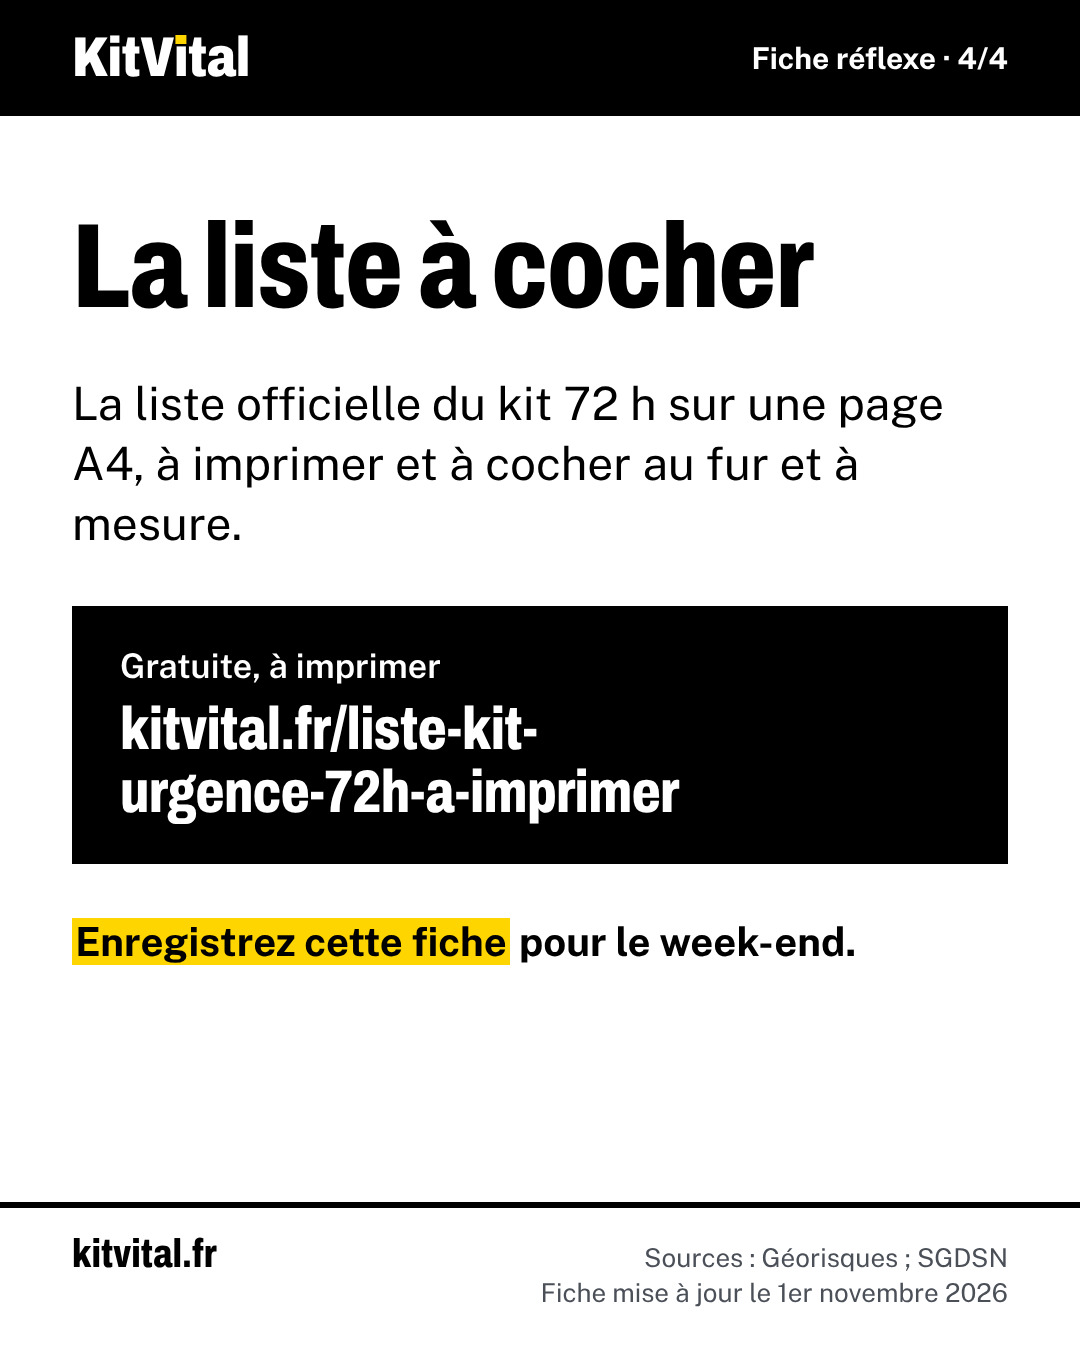 KitVital
Fiche réflexe · 4/4
La liste à cocher
La liste officielle du kit 72 h sur une page
A4, à imprimer et à cocher au fur et à
mesure.
Gratuite, à imprimer
kitvital.fr/liste-kit-
urgence-72h-a-imprimer
Enregistrez cette fiche pour le week-end.
kitvital.fr
Sources : Géorisques ; SGDSN
Fiche mise à jour le 1er novembre 2026